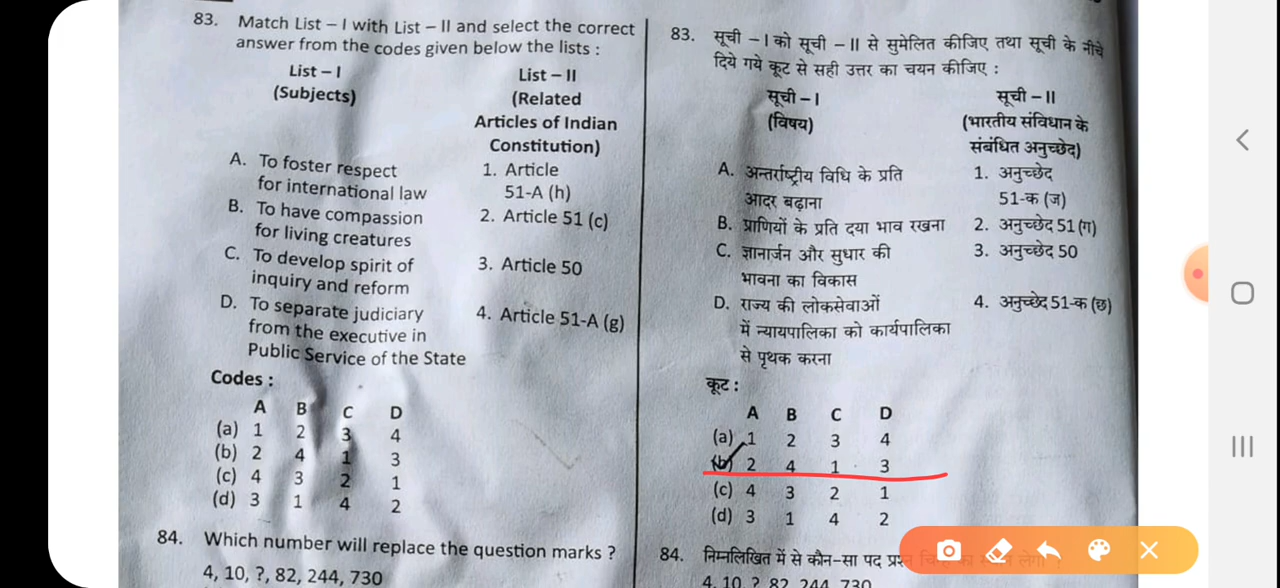 83. Match List – I with List – II and select the correct
answer from the codes given below the lists :
List – I
(Subjects)
List – II
(Related
Articles of Indian
Constitution)
A. To foster respect
for international law
1. Article
51-A (h)
B. To have compassion
for living creatures
2. Article 51 (c)
C. To develop spirit of
inquiry and reform
3. Article 50
D. To separate judiciary
from the executive in
Public Service of the State
4. Article 51-A (g)
Codes :
A B C D
(a) 1 2 3 4
(b) 2 4 1 3
(c) 4 3 2 1
(d) 3 1 4 2
84. Which number will replace the question marks ?
4, 10, ?, 82, 244, 730
83. सूची – I को सूची – II से सुमेलित कीजिए तथा सूची के नीचे
दिये गये कूट से सही उत्तर का चयन कीजिए :
सूची – I
(विषय)
सूची – II
(भारतीय संविधान के
संबंधित अनुच्छेद)
A. अन्तर्राष्ट्रीय विधि के प्रति
आदर बढ़ाना
1. अनुच्छेद
51-क (ज)
B. प्राणियों के प्रति दया भाव रखना
2. अनुच्छेद 51 (ग)
C. ज्ञानार्जन और सुधार की
भावना का विकास
3. अनुच्छेद 50
D. राज्य की लोकसेवाओं
में न्यायपालिका को कार्यपालिका
से पृथक करना
4. अनुच्छेद 51-क (छ)
कूट :
A B C D
(a) 1 2 3 4
(b) 2 4 1 3
(c) 4 3 2 1
(d) 3 1 4 2
84. निम्नलिखित में से कौन-सा पद
4, 10, ?, 82, 244, 730